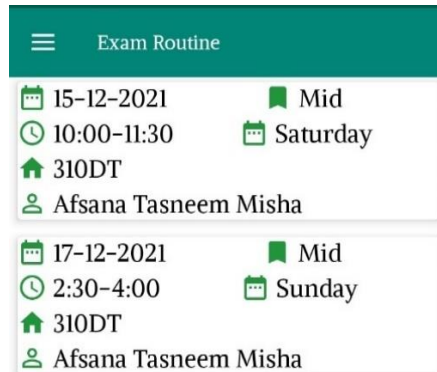 Exam Routine
15-12-2021 Mid
10:00-11:30 Saturday
310DT
Afsana Tasneem Misha
17-12-2021 Mid
2:30-4:00 Sunday
310DT
Afsana Tasneem Misha